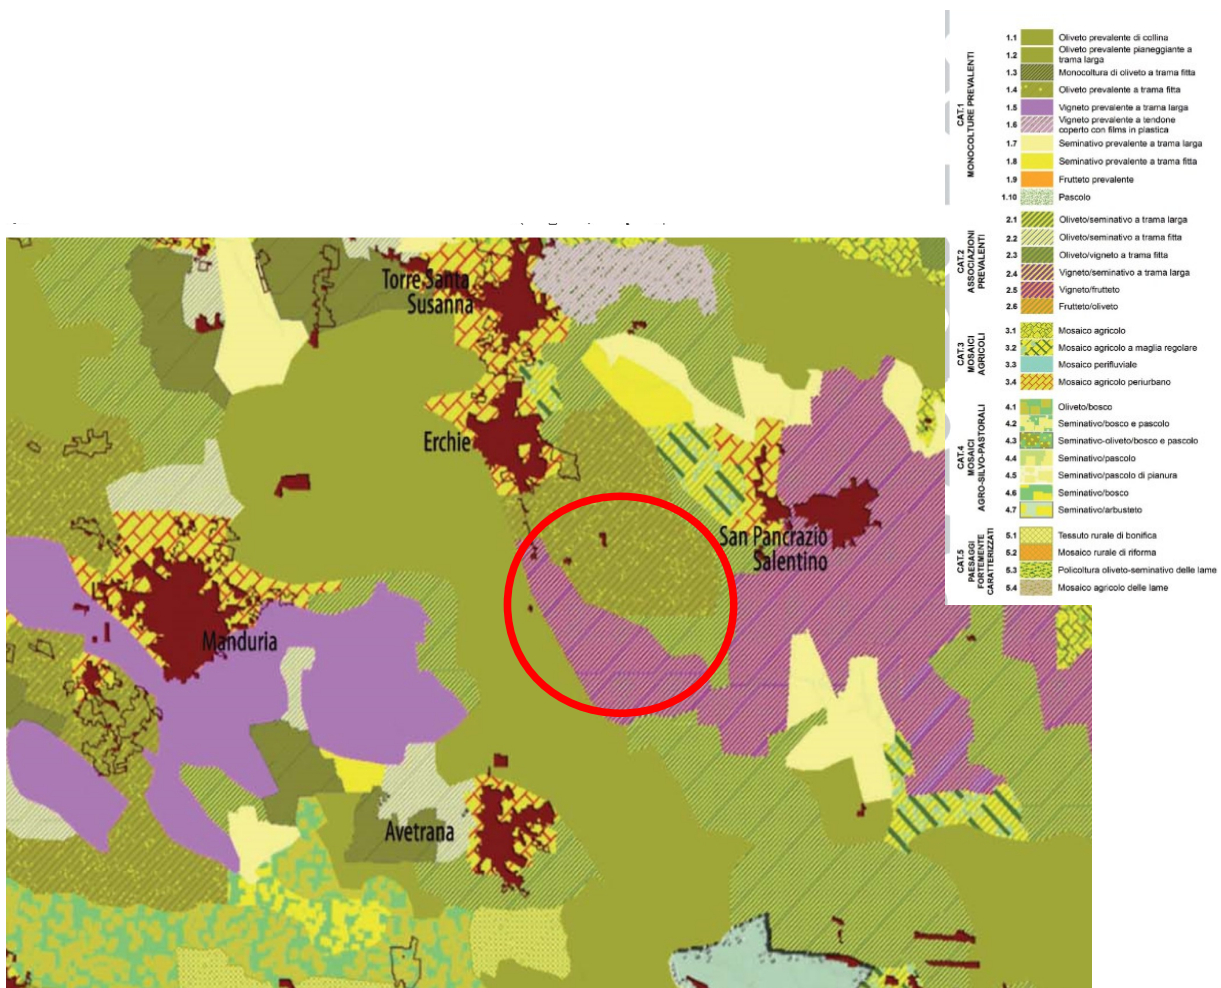 CAT.1
MONOCOLTURE PREVALENTI
1.1 Oliveto prevalente di collina
1.2 Oliveto prevalente pianeggiante a
trama larga
1.3 Monocoltura di oliveto a trama fitta
1.4 Oliveto prevalente a trama fitta
1.5 Vigneto prevalente a trama larga
1.6 Vigneto prevalente a tendone
coperto con films in plastica
1.7 Seminativo prevalente a trama larga
1.8 Seminativo prevalente a trama fitta
1.9 Frutteto prevalente
1.10 Pascolo
CAT.2
ASSOCIAZIONI
PREVALENTI
2.1 Oliveto/seminativo a trama larga
2.2 Oliveto/seminativo a trama fitta
2.3 Oliveto/vigneto a trama fitta
2.4 Vigneto/seminativo a trama larga
2.5 Vigneto/frutteto
2.6 Frutteto/oliveto
CAT.3
MOSAICI
AGRICOLI
3.1 Mosaico agricolo
3.2 Mosaico agricolo a maglia regolare
3.3 Mosaico perifluviale
3.4 Mosaico agricolo periurbano
CAT.4
MOSAICI
AGRO-SILVO-PASTORALI
4.1 Oliveto/bosco
4.2 Seminativo/bosco e pascolo
4.3 Seminativo-oliveto/bosco e pascolo
4.4 Seminativo/pascolo
4.5 Seminativo/pascolo di pianura
4.6 Seminativo/bosco
4.7 Seminativo/arbusteto
CAT.5
PAESAGGI
FORTEMENTE
CARATTERIZZATI
5.1 Tessuto rurale di bonifica
5.2 Mosaico rurale di riforma
5.3 Policoltura oliveto-seminativo delle lame
5.4 Mosaico agricolo delle lame
Torre Santa
Susanna
Erchie
San Pancrazio
Salentino
Manduria
Avetrana